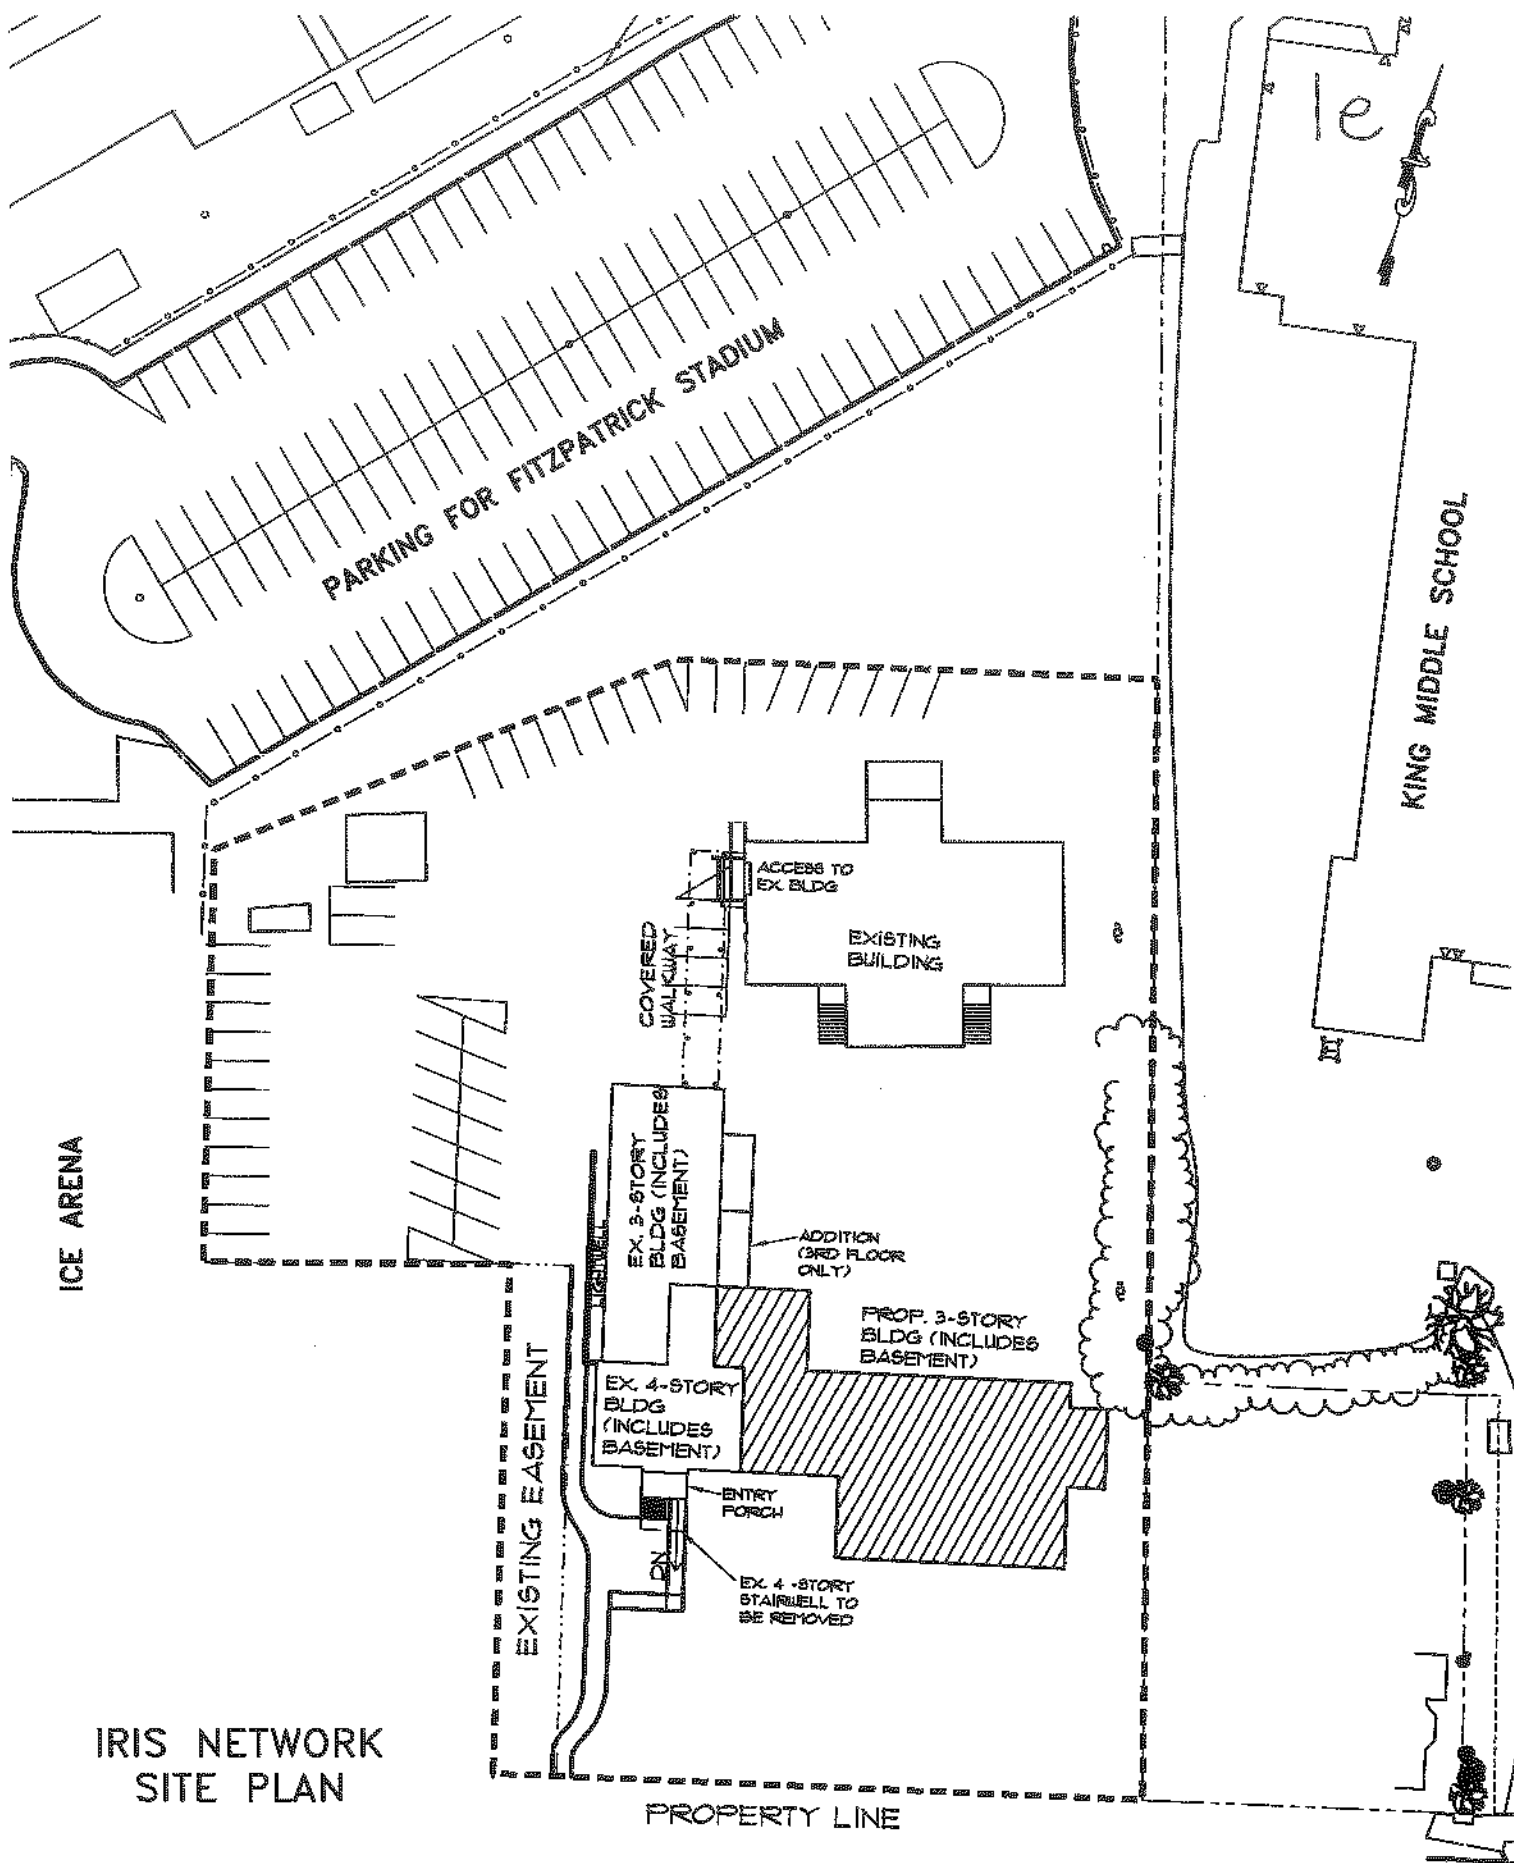 1e
PARKING FOR FITZPATRICK STADIUM
KING MIDDLE SCHOOL
ACCESS TO
EX. BLDG
EXISTING
BUILDING
COVERED
WALKWAY
ICE ARENA
EX. 3-STORY
BLDG (INCLUDES
BASEMENT)
LIGHTWELL
ADDITION
(3RD FLOOR
ONLY)
PROP. 3-STORY
BLDG (INCLUDES
BASEMENT)
EX. 4-STORY
BLDG
(INCLUDES
BASEMENT)
EXISTING EASEMENT
ENTRY
PORCH
DN
EX. 4 -STORY
STAIRWELL TO
BE REMOVED
IRIS NETWORK
SITE PLAN
PROPERTY LINE